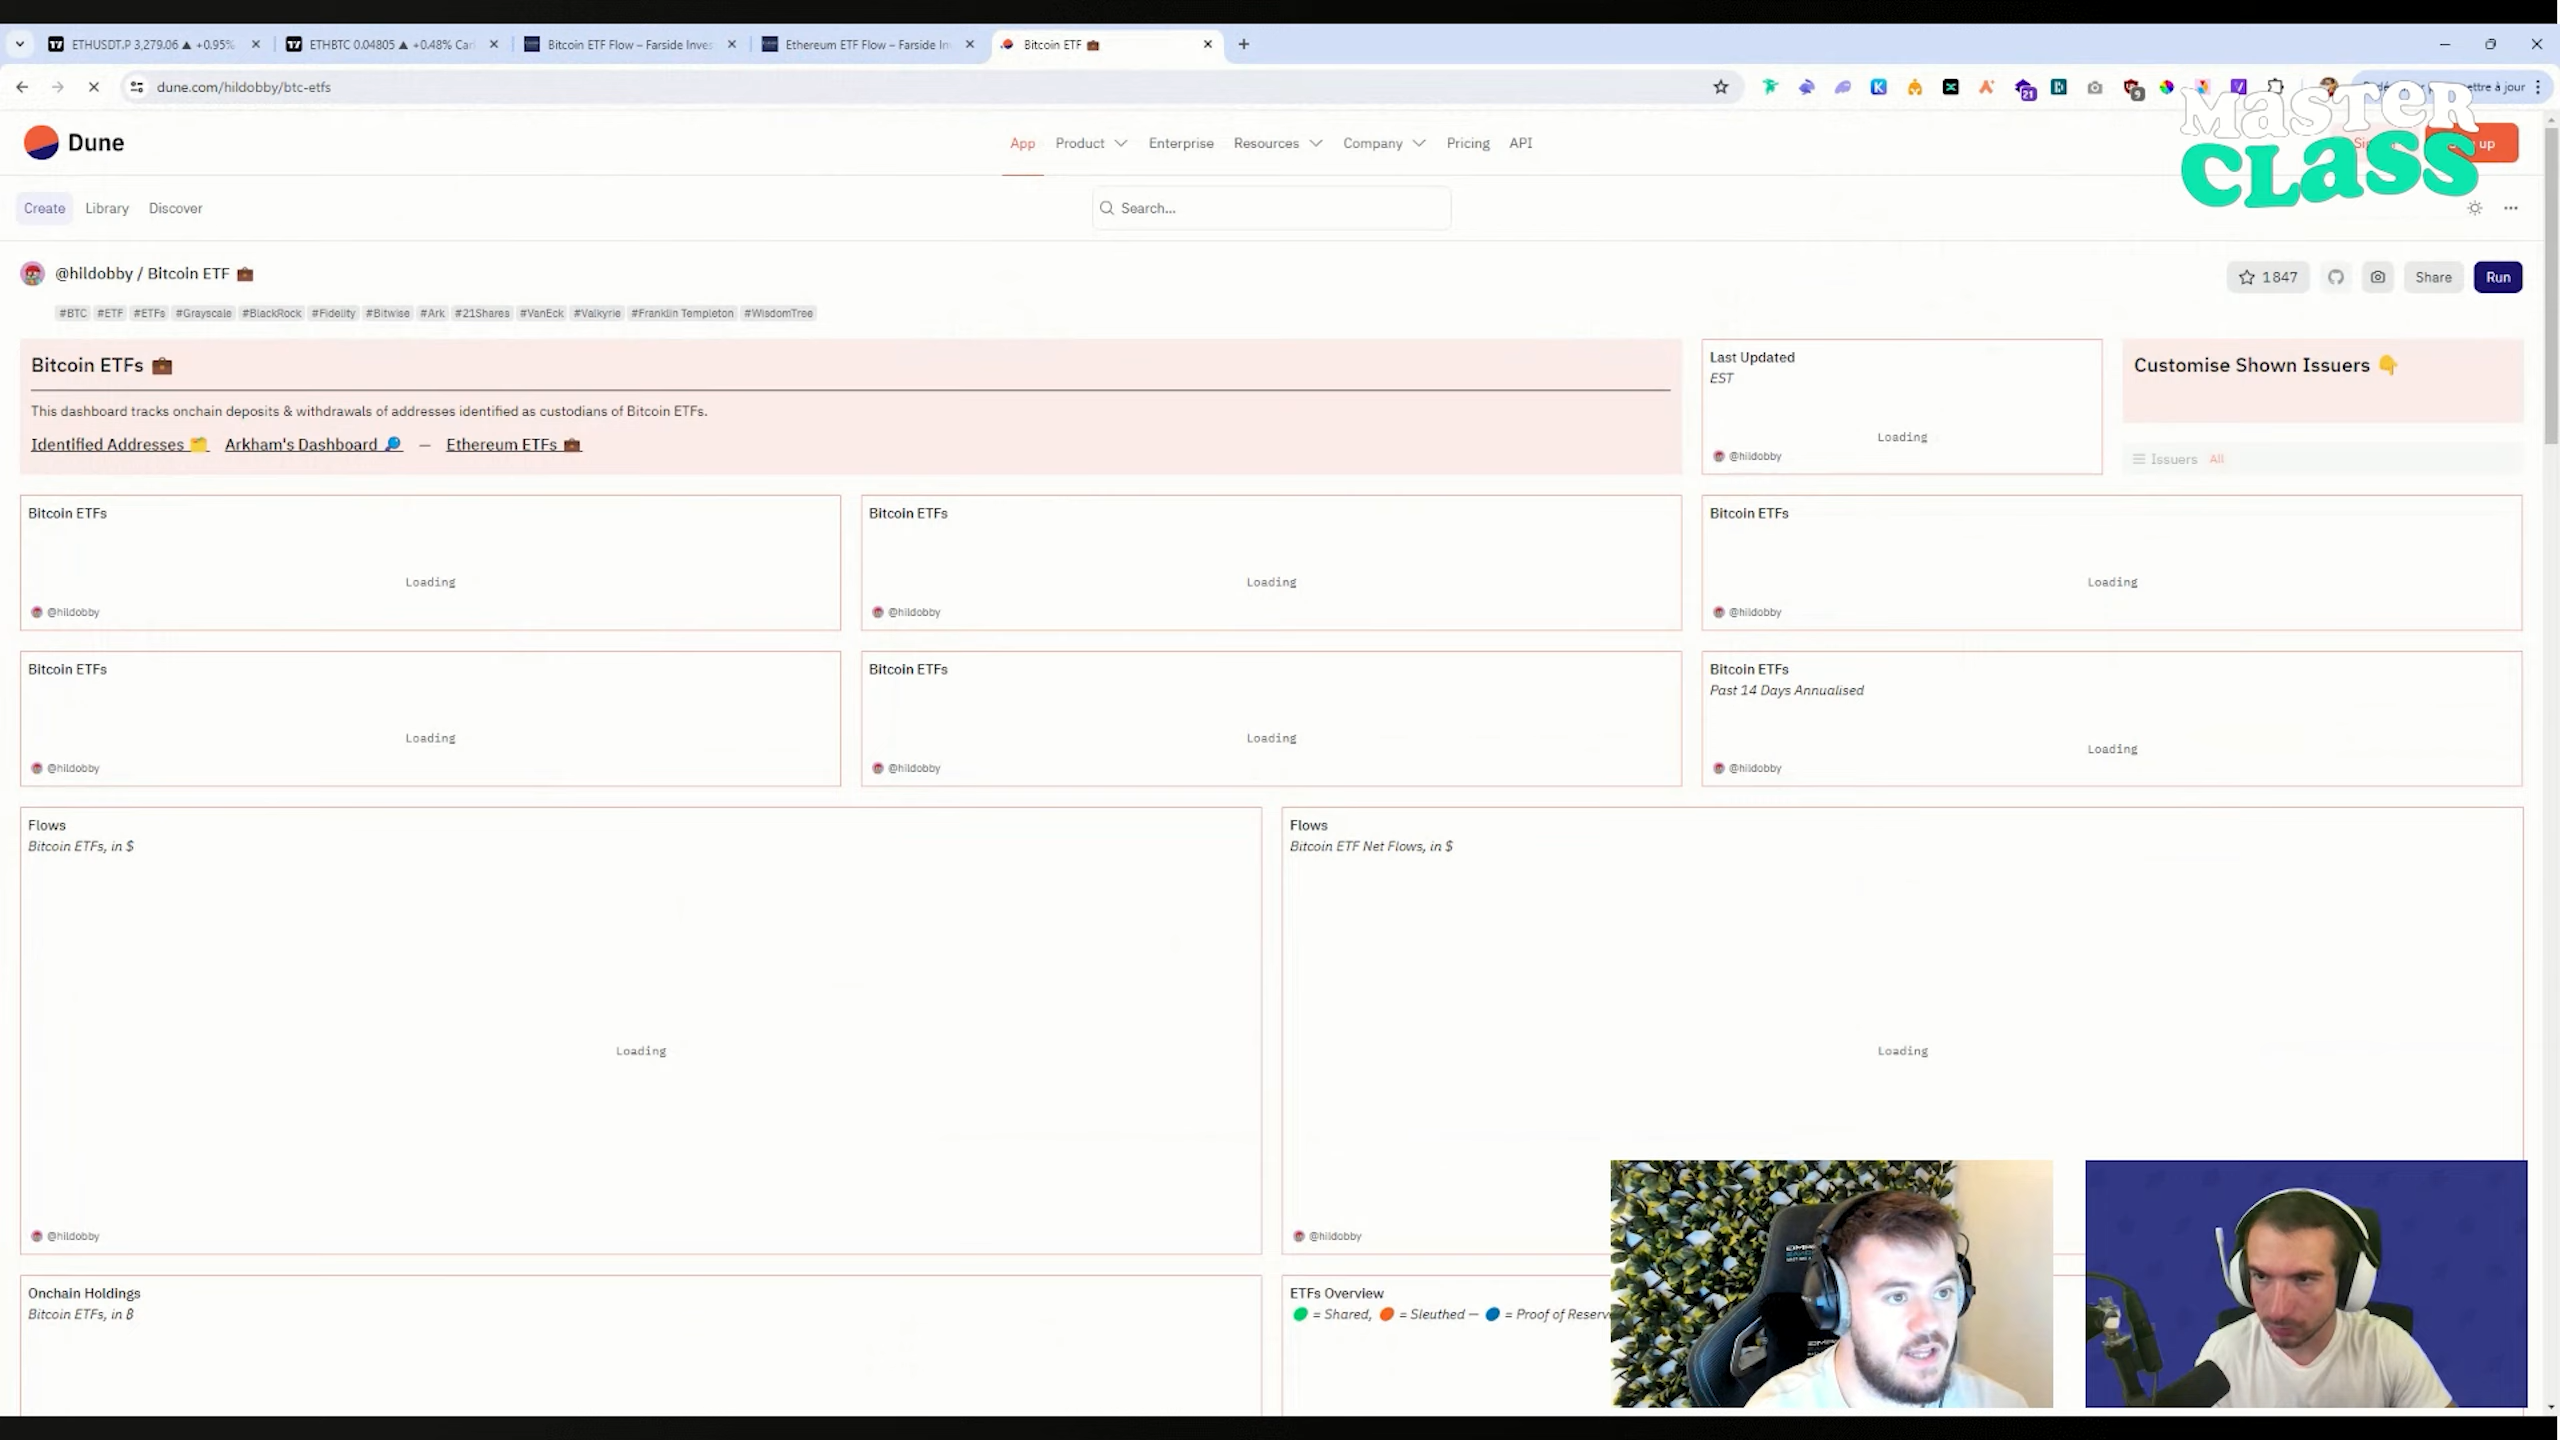 ETHUSDT.P 3,279.06 ▲ +0.95%
ETHBTC 0.04805 ▲ +0.48% Car
Bitcoin ETF Flow – Farside Inves
Ethereum ETF Flow – Farside In
Bitcoin ETF 💼
dune.com/hildobby/btc-etfs
21
9
ettre à jour
MASTER
CLASS
Dune
App
Product
Enterprise
Resources
Company
Pricing
API
up
Create
Library
Discover
Search...
@hildobby / Bitcoin ETF 💼
1847
Share
Run
#BTC #ETF #ETFs #Grayscale #BlackRock #Fidelity #Bitwise #Ark #21Shares #VanEck #Valkyrie #Franklin Templeton #WisdomTree
Bitcoin ETFs 💼
This dashboard tracks onchain deposits & withdrawals of addresses identified as custodians of Bitcoin ETFs.
Identified Addresses 🗂️ Arkham's Dashboard 🔎 — Ethereum ETFs 💼
Last Updated
EST
Loading
@hildobby
Customise Shown Issuers 👇
Issuers All
Bitcoin ETFs
Loading
@hildobby
Bitcoin ETFs
Loading
@hildobby
Bitcoin ETFs
Loading
@hildobby
Bitcoin ETFs
Loading
@hildobby
Bitcoin ETFs
Loading
@hildobby
Bitcoin ETFs
Past 14 Days Annualised
Loading
@hildobby
Flows
Bitcoin ETFs, in $
Loading
@hildobby
Flows
Bitcoin ETF Net Flows, in $
Loading
@hildobby
Onchain Holdings
Bitcoin ETFs, in ₿
ETFs Overview
= Shared, = Sleuthed — = Proof of Reserv